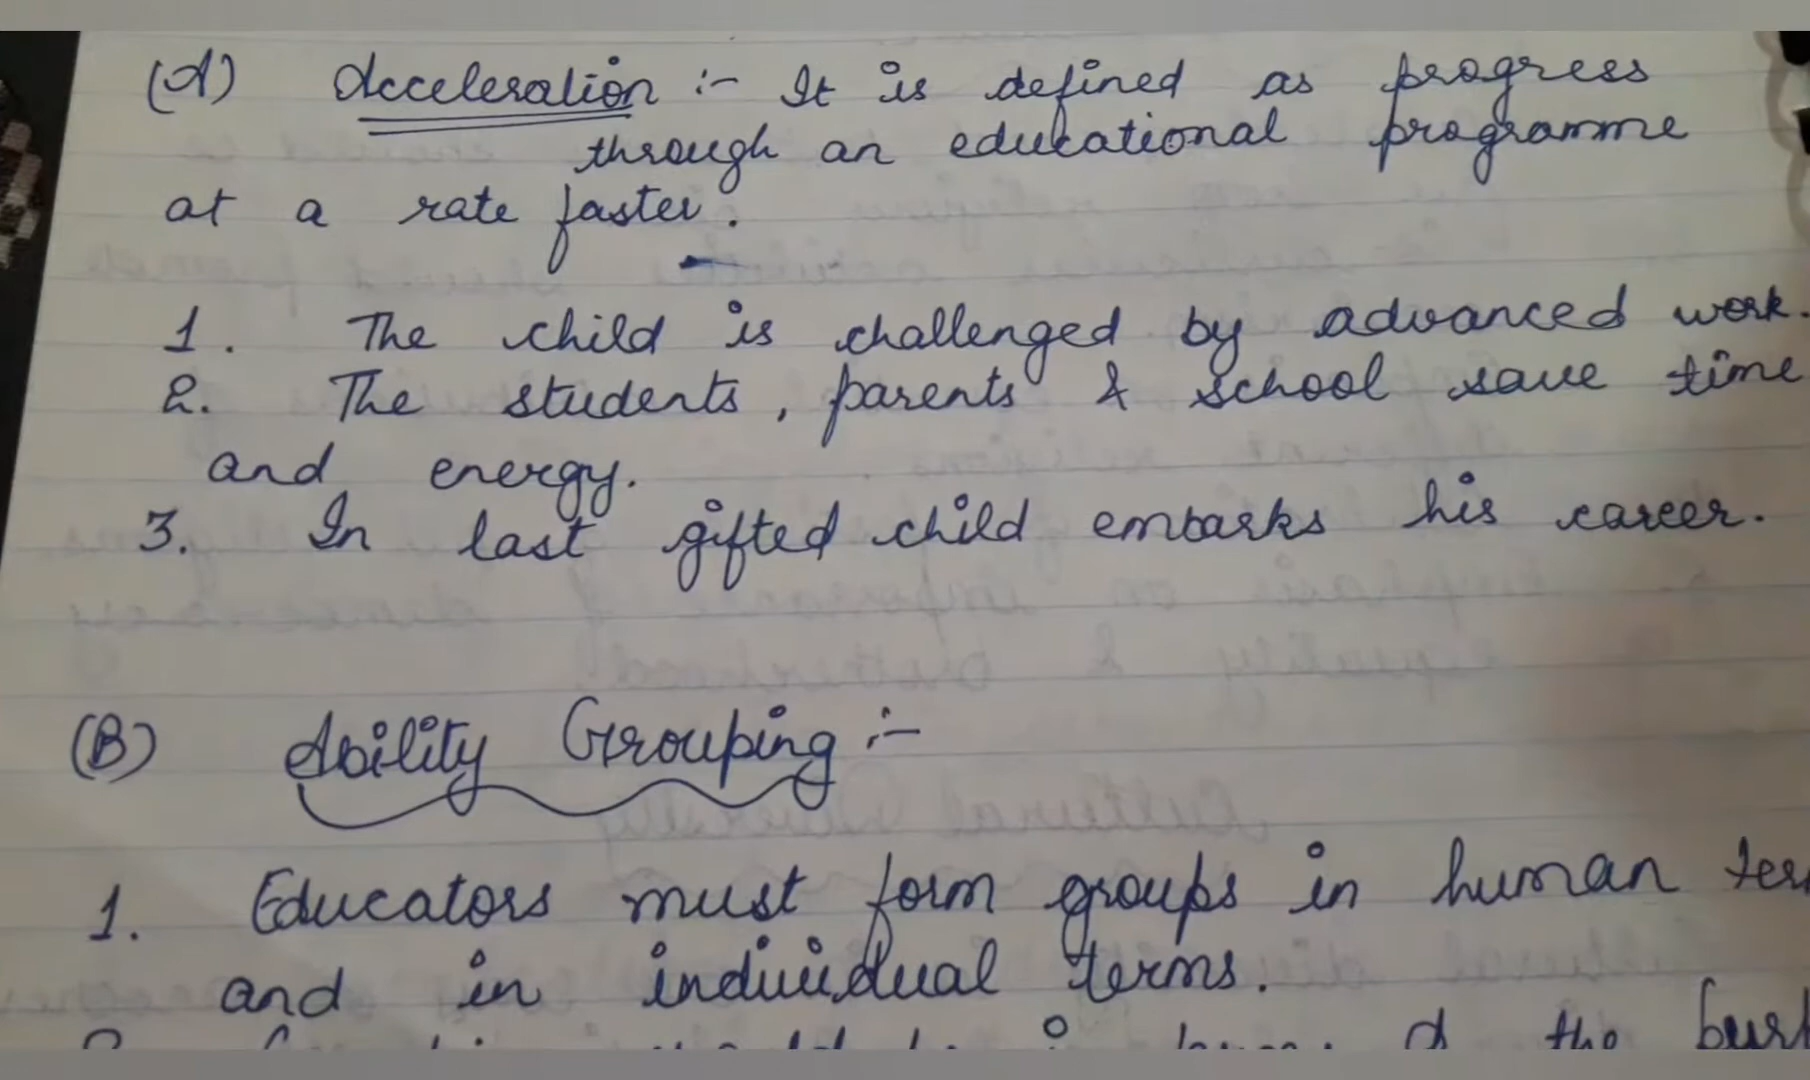 (A) Acceleration :- It is defined as progress
through an educational programme
at a rate faster.
1. The child is challenged by advanced work.
2. The students, parents & school save time
and energy.
3. In last gifted child embarks his career.
(B) Ability Grouping :-
1. Educators must form groups in human
and in individual terms.
the